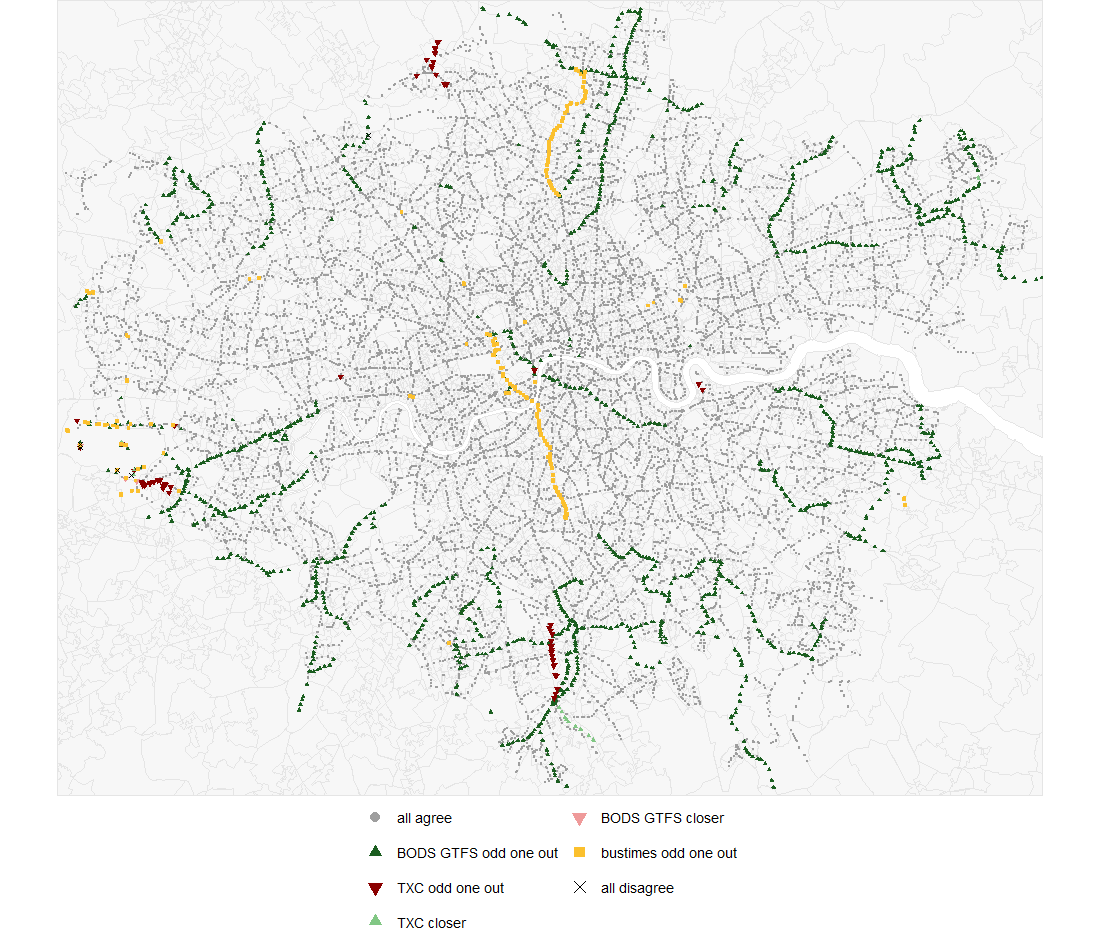 all agree
BODS GTFS closer
BODS GTFS odd one out
bustimes odd one out
TXC odd one out
all disagree
TXC closer